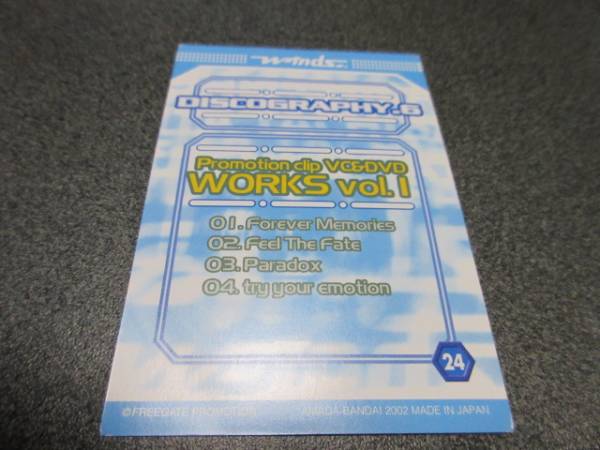 w-inds.
DISCOGRAPHY.6
Promotion clip VC&DVD
WORKS vol.1
01. Forever Memories
02. Feel The Fate
03. Paradox
04. try your emotion
24
©FREEGATE PROMOTION AMADA-BANDAI 2002 MADE IN JAPAN